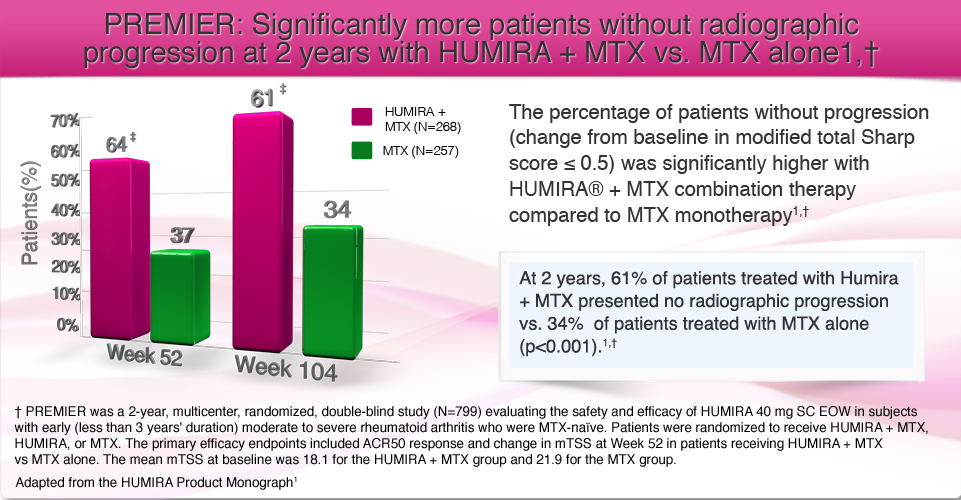 PREMIER: Significantly more patients without radiographic
progression at 2 years with HUMIRA + MTX vs. MTX alone1,†
Patients(%)
70%
60%
50%
40%
30%
20%
10%
0%
64‡
37
61‡
34
Week 52
Week 104
HUMIRA +
MTX (N=268)
MTX (N=257)
The percentage of patients without progression
(change from baseline in modified total Sharp
score ≤ 0.5) was significantly higher with
HUMIRA® + MTX combination therapy
compared to MTX monotherapy1,†
At 2 years, 61% of patients treated with Humira
+ MTX presented no radiographic progression
vs. 34% of patients treated with MTX alone
(p<0.001).1,†
† PREMIER was a 2-year, multicenter, randomized, double-blind study (N=799) evaluating the safety and efficacy of HUMIRA 40 mg SC EOW in subjects
with early (less than 3 years' duration) moderate to severe rheumatoid arthritis who were MTX-naïve. Patients were randomized to receive HUMIRA + MTX,
HUMIRA, or MTX. The primary efficacy endpoints included ACR50 response and change in mTSS at Week 52 in patients receiving HUMIRA + MTX
vs MTX alone. The mean mTSS at baseline was 18.1 for the HUMIRA + MTX group and 21.9 for the MTX group.
Adapted from the HUMIRA Product Monograph1